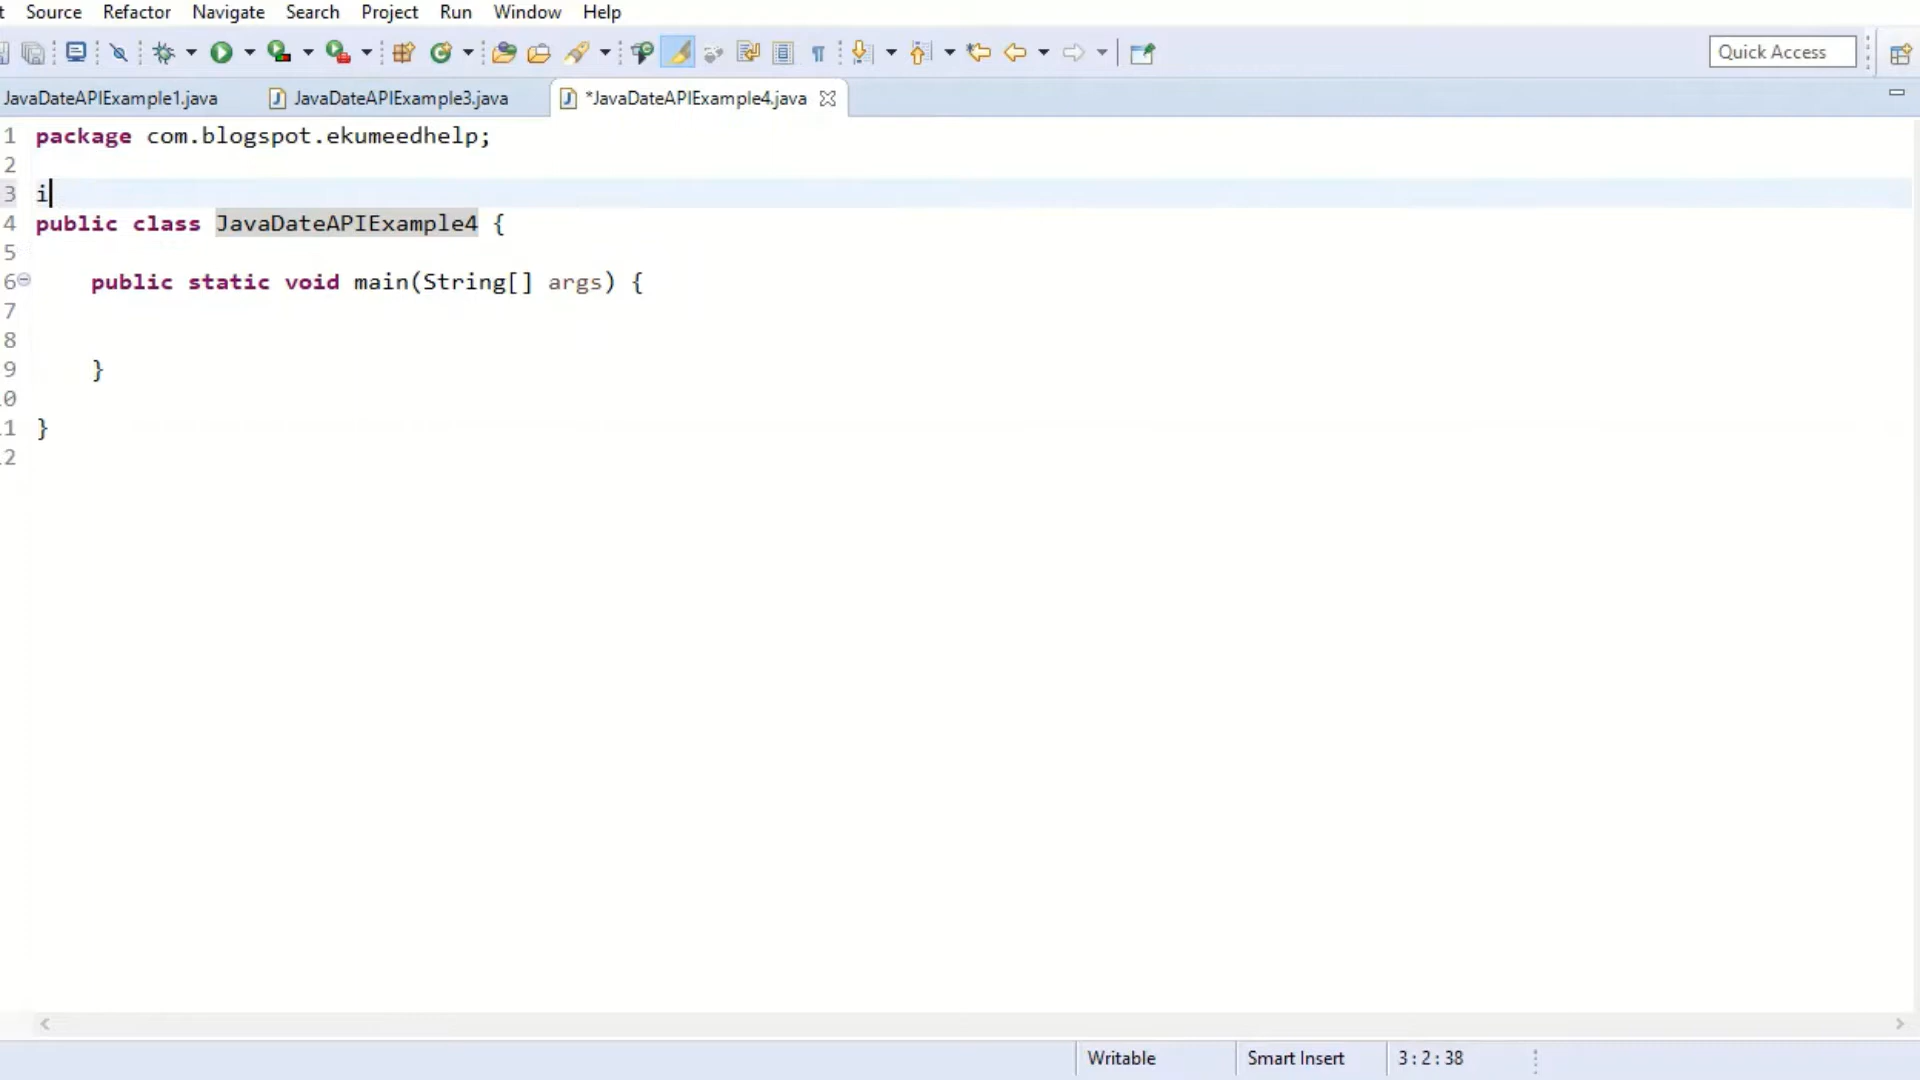 t Source Refactor Navigate Search Project Run Window Help
Quick Access
JavaDateAPIExample1.java JavaDateAPIExample3.java *JavaDateAPIExample4.java
1 package com.blogspot.ekumeedhelp;
2
3 i
4 public class JavaDateAPIExample4 {
5
6 public static void main(String[] args) {
7
8
9 }
0
1 }
2
Writable Smart Insert 3 : 2 : 38